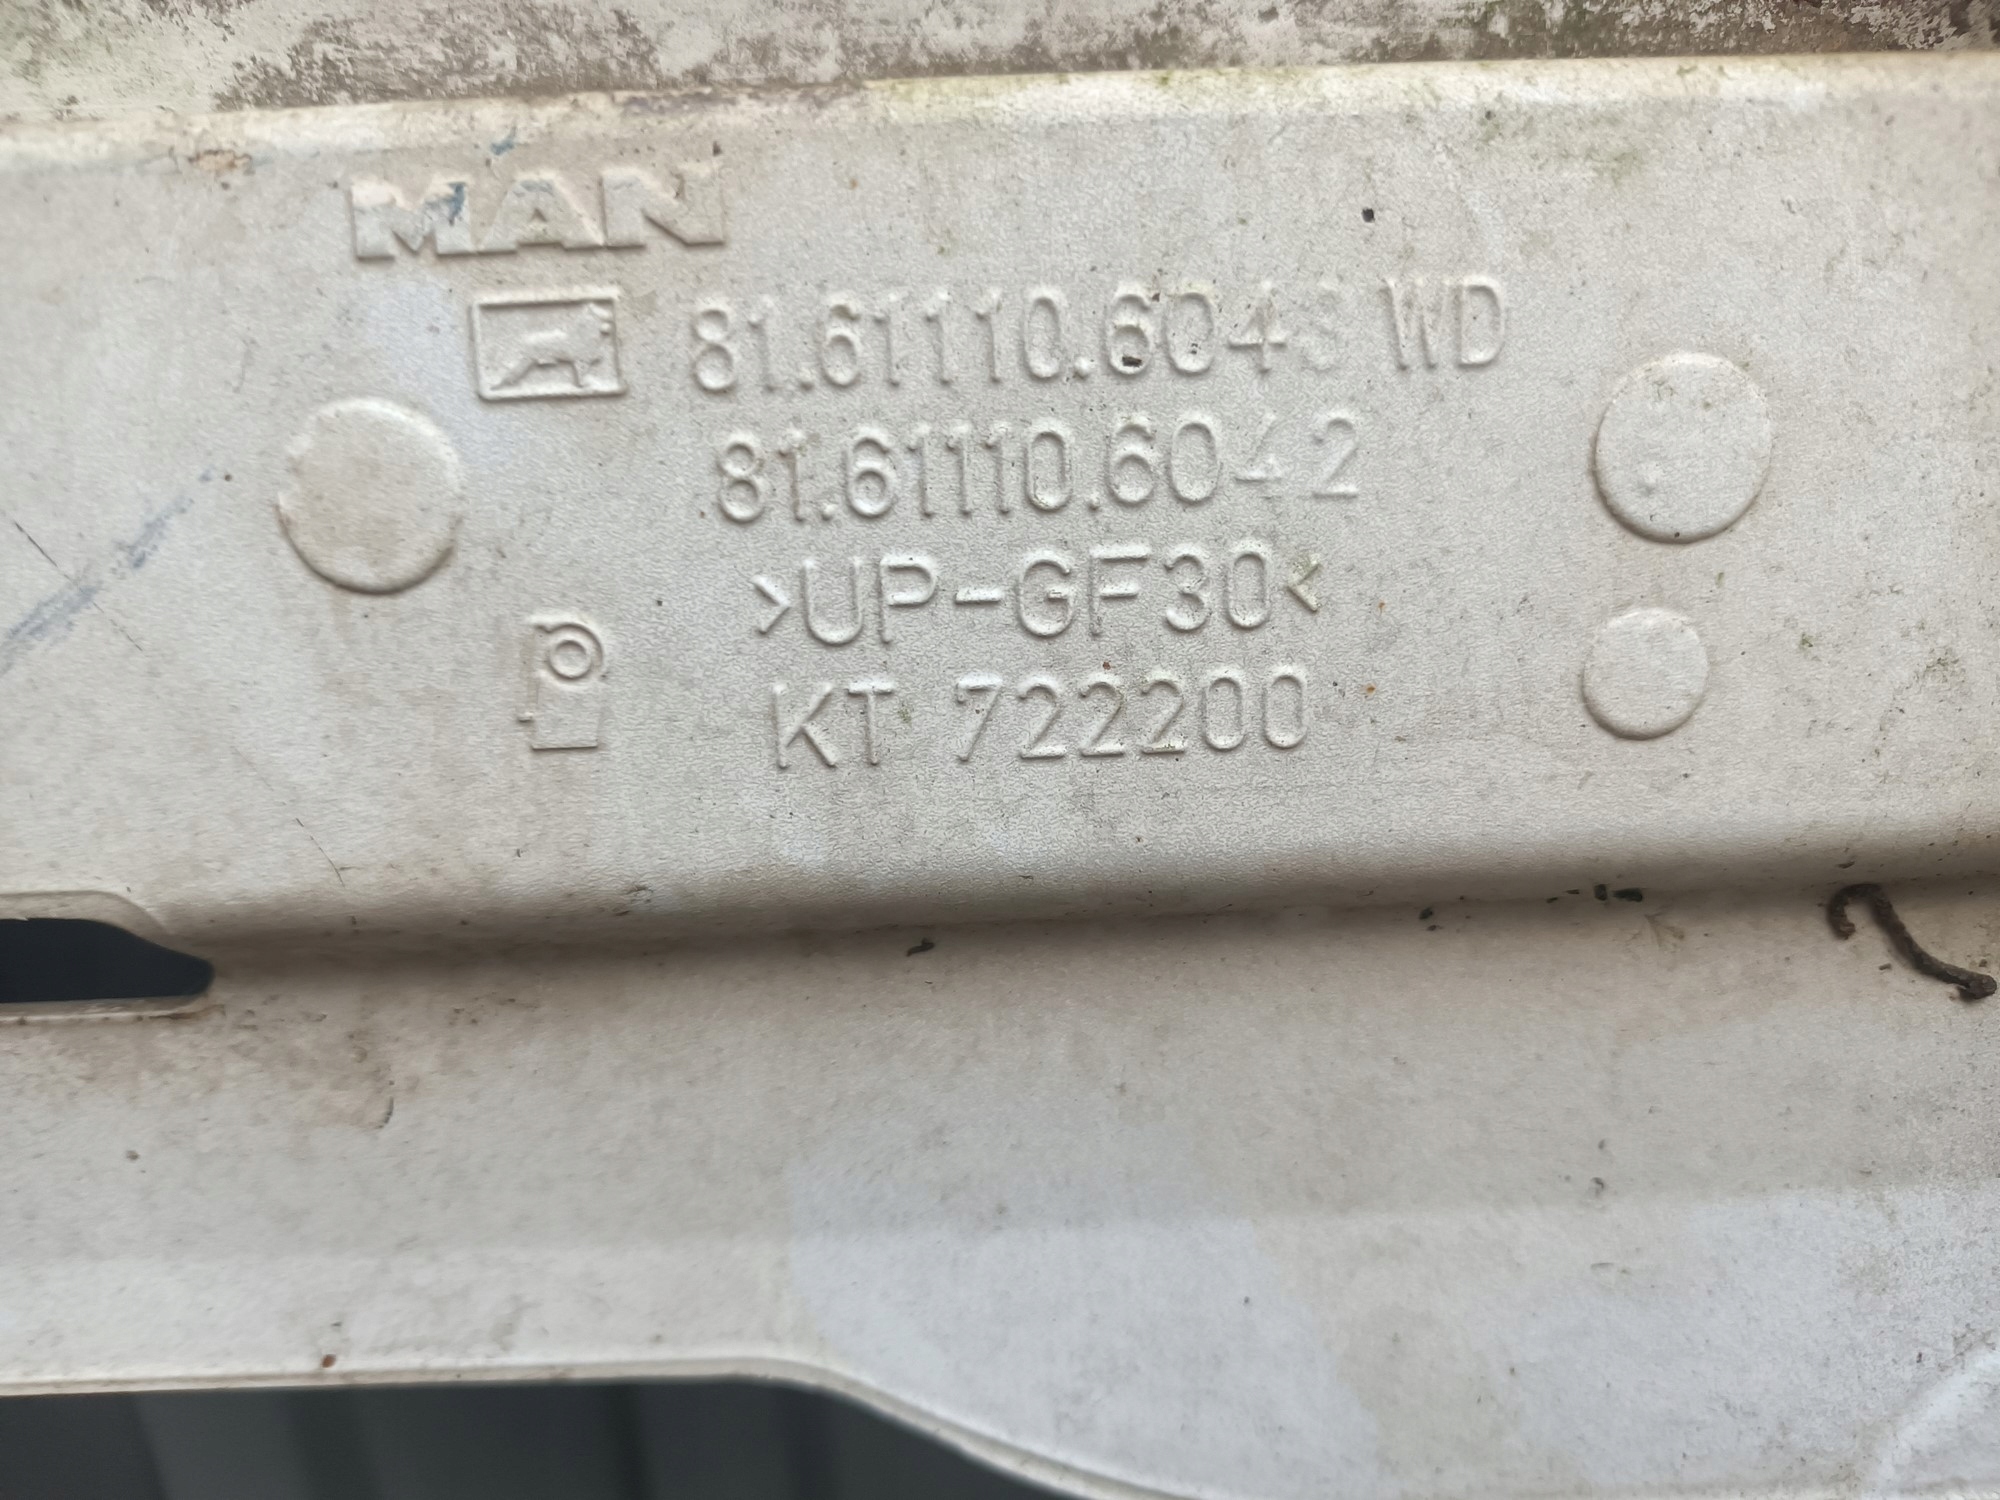 MAN
81.61110.6043 WD
81.61110.6042
>UP-GF30<
KT 722200